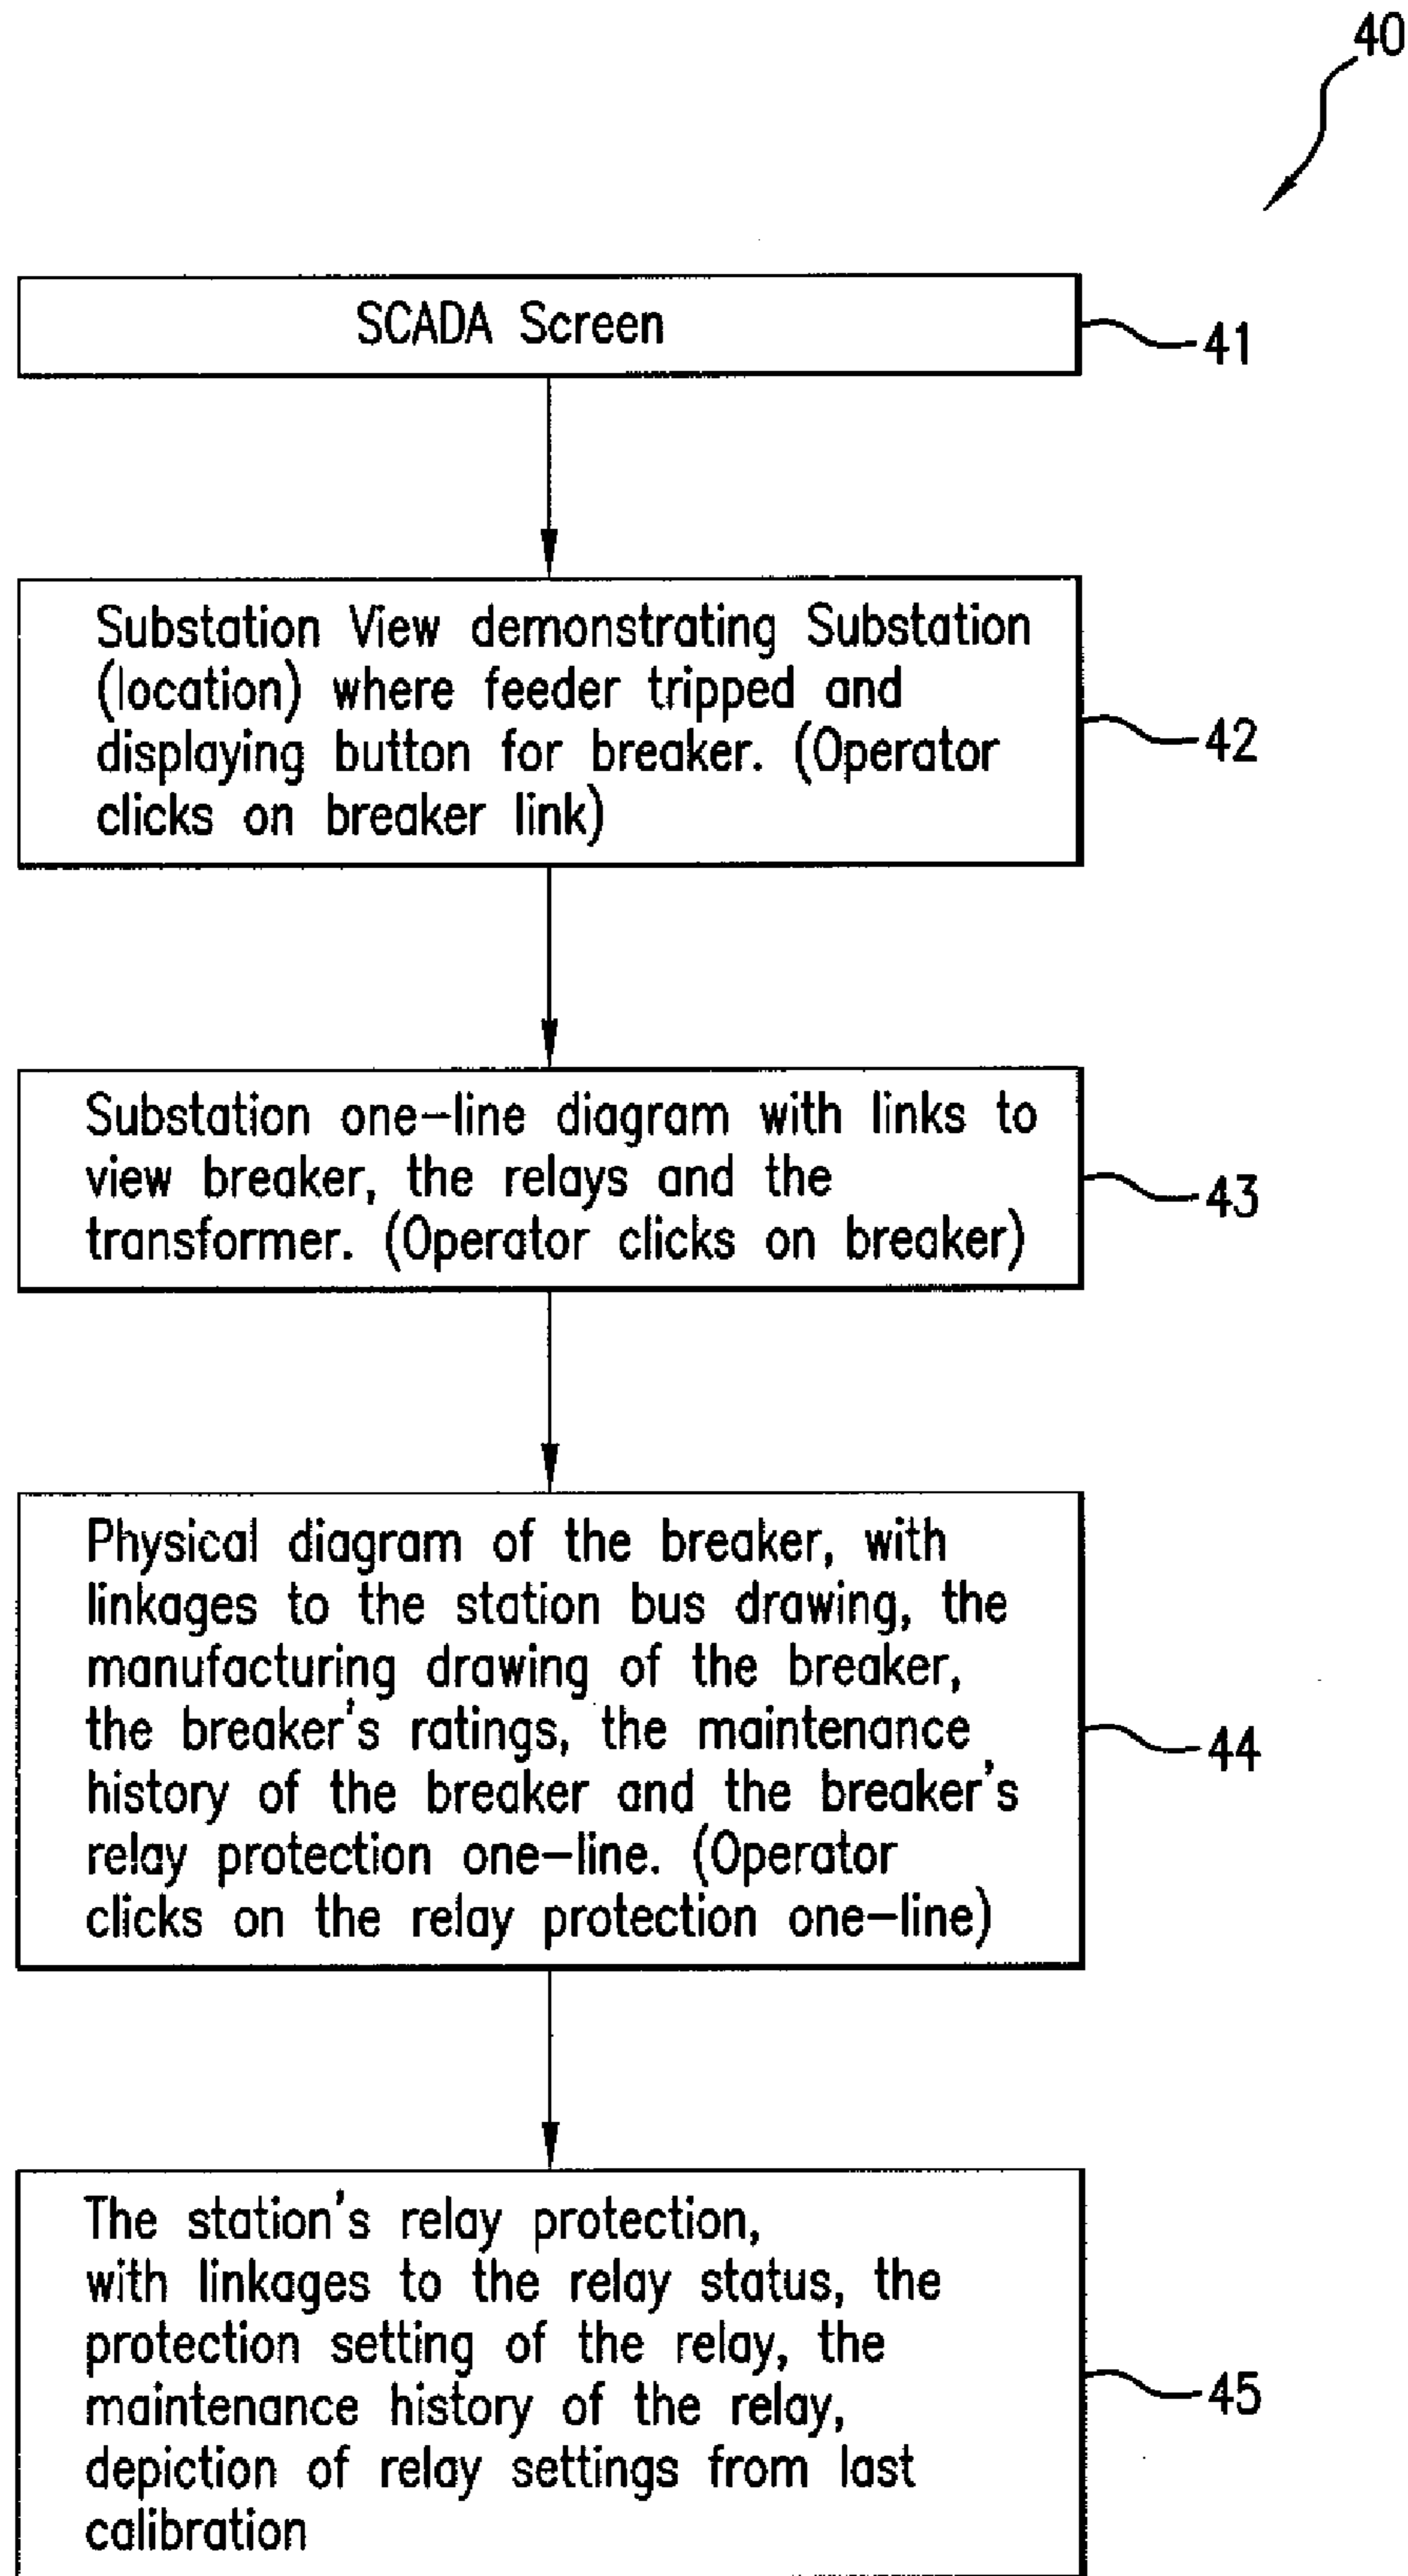 40
SCADA Screen
41
Substation View demonstrating Substation
(location) where feeder tripped and
displaying button for breaker. (Operator
clicks on breaker link)
42
Substation one-line diagram with links to
view breaker, the relays and the
transformer. (Operator clicks on breaker)
43
Physical diagram of the breaker, with
linkages to the station bus drawing, the
manufacturing drawing of the breaker,
the breaker's ratings, the maintenance
history of the breaker and the breaker's
relay protection one-line. (Operator
clicks on the relay protection one-line)
44
The station's relay protection,
with linkages to the relay status, the
protection setting of the relay, the
maintenance history of the relay,
depiction of relay settings from last
calibration
45